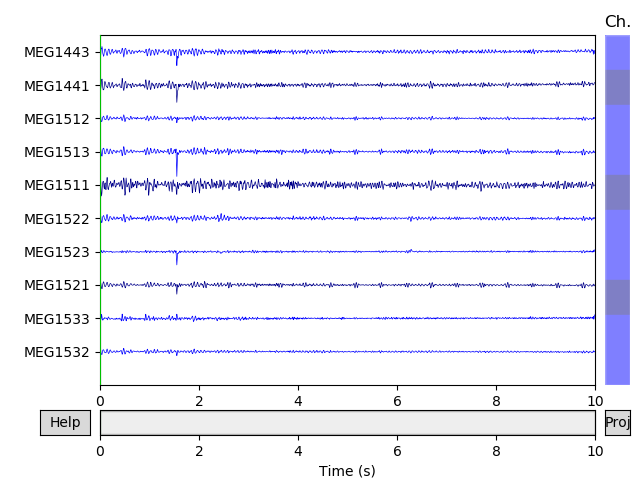 Ch.
MEG1443
MEG1441
MEG1512
MEG1513
MEG1511
MEG1522
MEG1523
MEG1521
MEG1533
MEG1532
0 2 4 6 8 10
Help Proj
0 2 4 6 8 10
Time (s)